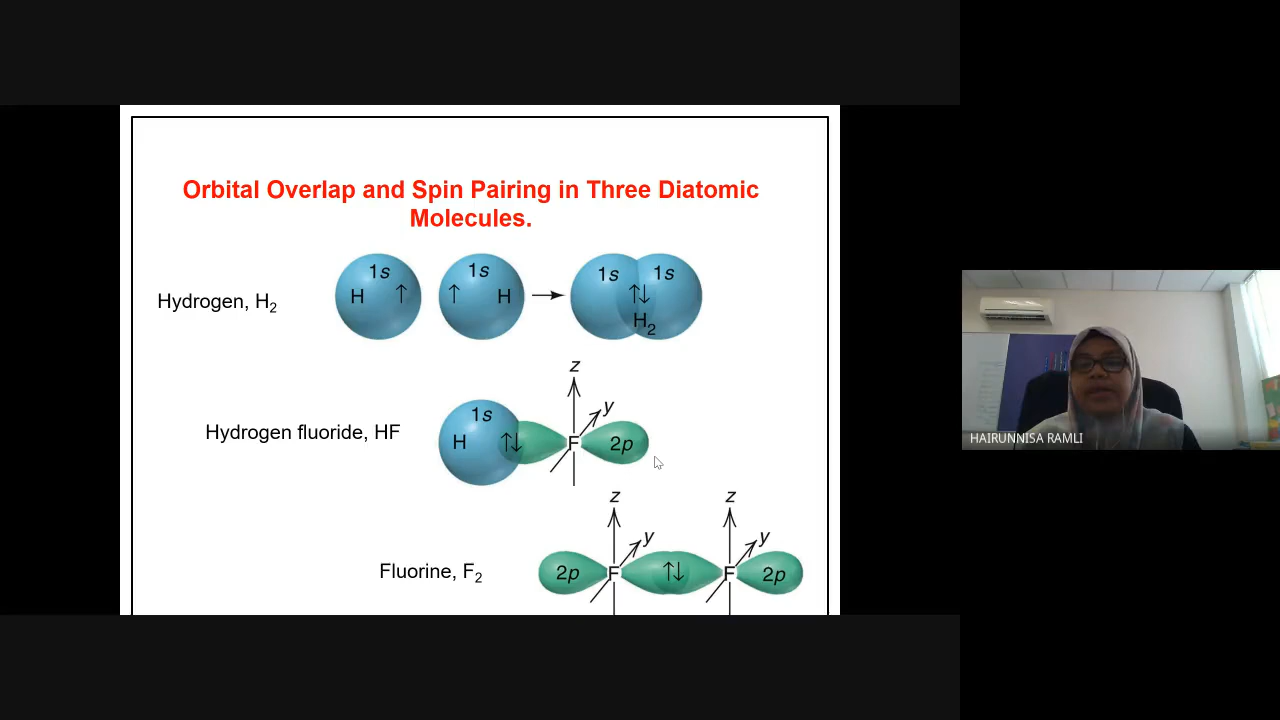 Orbital Overlap and Spin Pairing in Three Diatomic
Molecules.
1s 1s 1s 1s
Hydrogen, H2 H ↑ ↑ H → ↑↓
H2
z
y
1s
Hydrogen fluoride, HF H ↑↓ F 2p
z z
y y
Fluorine, F2 2p F ↑↓ F 2p
HAIRUNNISA RAMLI